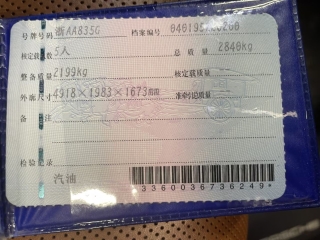 号牌号码 浙AA835C 档案编号
核定载人数 5人 总质量 2840kg
整备质量 2199kg 核定载质量
外廓尺寸 4918×1983×1673mm 准牵引总质量
备注
检验记录
汽油
*3360036736249*